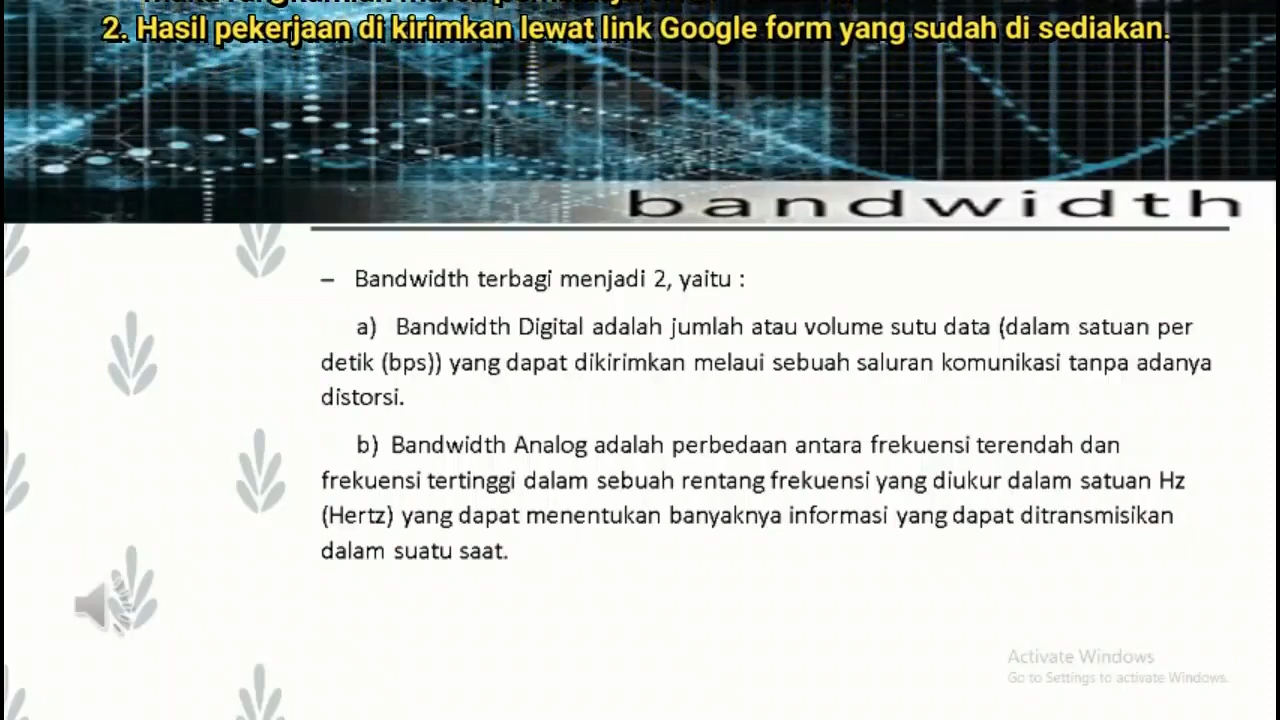 2. Hasil pekerjaan di kirimkan lewat link Google form yang sudah di sediakan.
bandwidth
– Bandwidth terbagi menjadi 2, yaitu :
a) Bandwidth Digital adalah jumlah atau volume sutu data (dalam satuan per
detik (bps)) yang dapat dikirimkan melaui sebuah saluran komunikasi tanpa adanya
distorsi.
b) Bandwidth Analog adalah perbedaan antara frekuensi terendah dan
frekuensi tertinggi dalam sebuah rentang frekuensi yang diukur dalam satuan Hz
(Hertz) yang dapat menentukan banyaknya informasi yang dapat ditransmisikan
dalam suatu saat.
Activate Windows
Go to Settings to activate Windows.